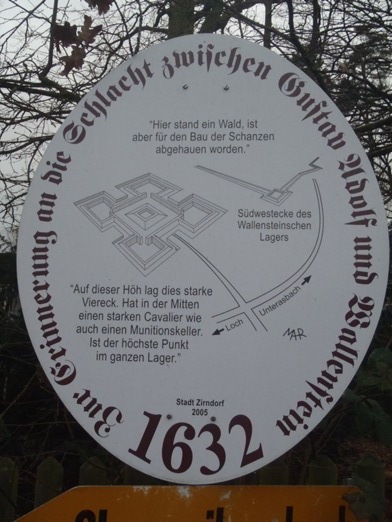 Zur Erinnerung an die Schlacht zwischen Gustav Adolf und Wallenstein
"Hier stand ein Wald, ist
aber für den Bau der Schanzen
abgehauen worden."
Südwestecke des
Wallensteinschen
Lagers
"Auf dieser Höh lag dies starke
Viereck. Hat in der Mitten
einen starken Cavalier wie
auch einen Munitionskeller.
Ist der höchste Punkt
im ganzen Lager."
Loch
Unterasbach
MAR
Stadt Zirndorf
2005
1632